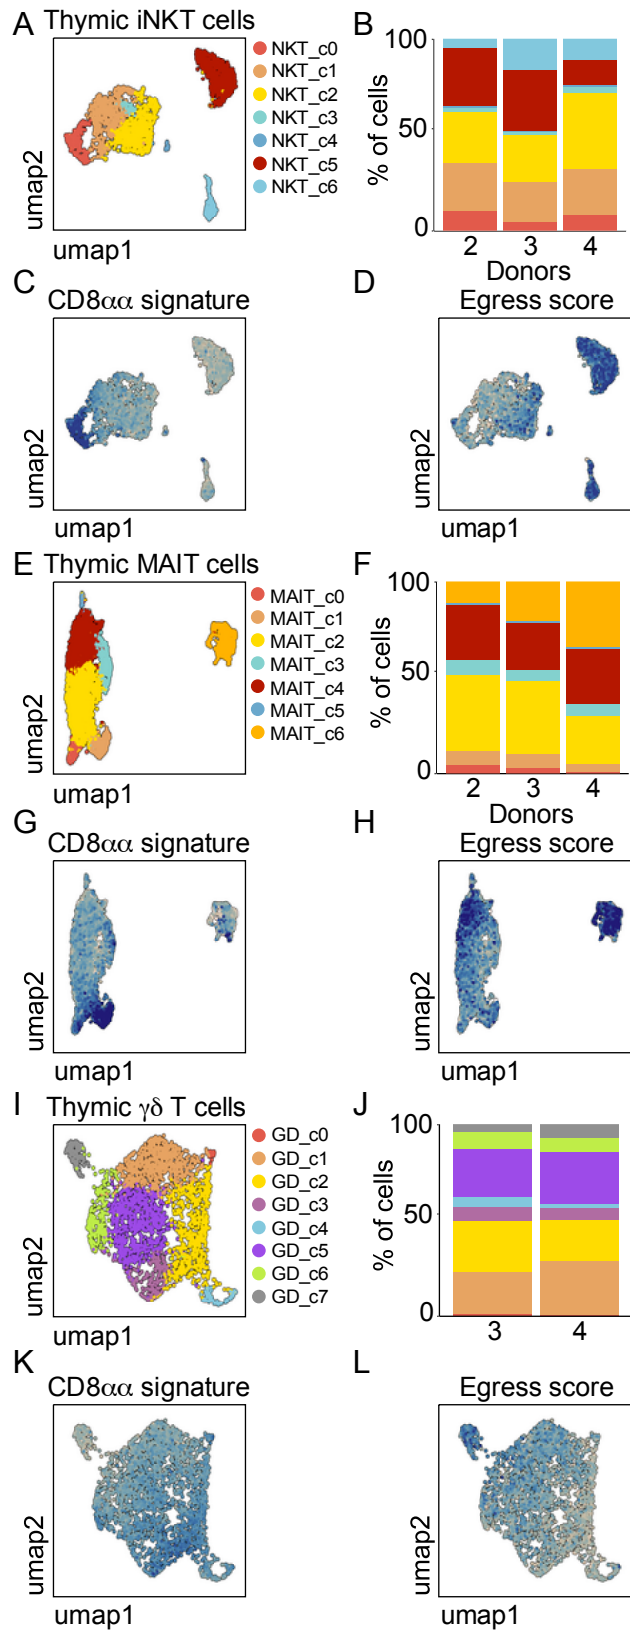 A Thymic iNKT cells
NKT_c0
NKT_c1
NKT_c2
NKT_c3
NKT_c4
NKT_c5
NKT_c6
umap2
umap1
B
% of cells
100
50
0
2 3 4
Donors
C CD8αα signature
umap2
umap1
D Egress score
umap2
umap1
E Thymic MAIT cells
MAIT_c0
MAIT_c1
MAIT_c2
MAIT_c3
MAIT_c4
MAIT_c5
MAIT_c6
umap2
umap1
F
% of cells
100
50
0
2 3 4
Donors
G CD8αα signature
umap2
umap1
H Egress score
umap2
umap1
I Thymic γδ T cells
GD_c0
GD_c1
GD_c2
GD_c3
GD_c4
GD_c5
GD_c6
GD_c7
umap2
umap1
J
% of cells
100
50
0
3 4
K CD8αα signature
umap2
umap1
L Egress score
umap2
umap1